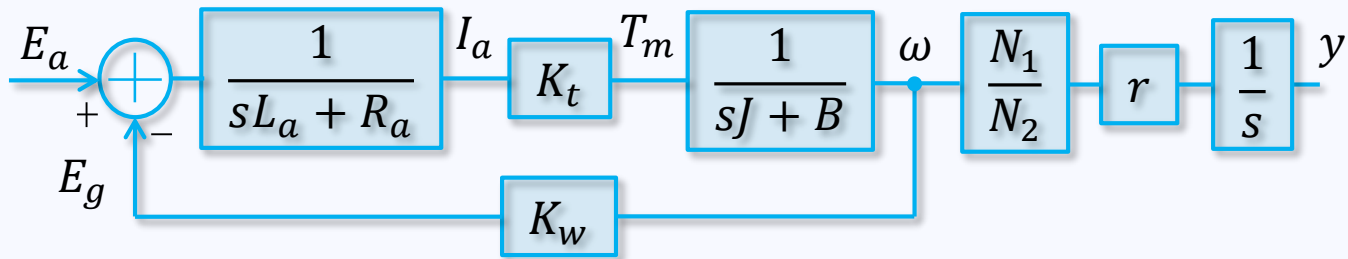 E_a
+
−
1
sL_a + R_a
I_a
K_t
T_m
1
sJ + B
ω
N_1
N_2
r
1
s
y
E_g
K_w